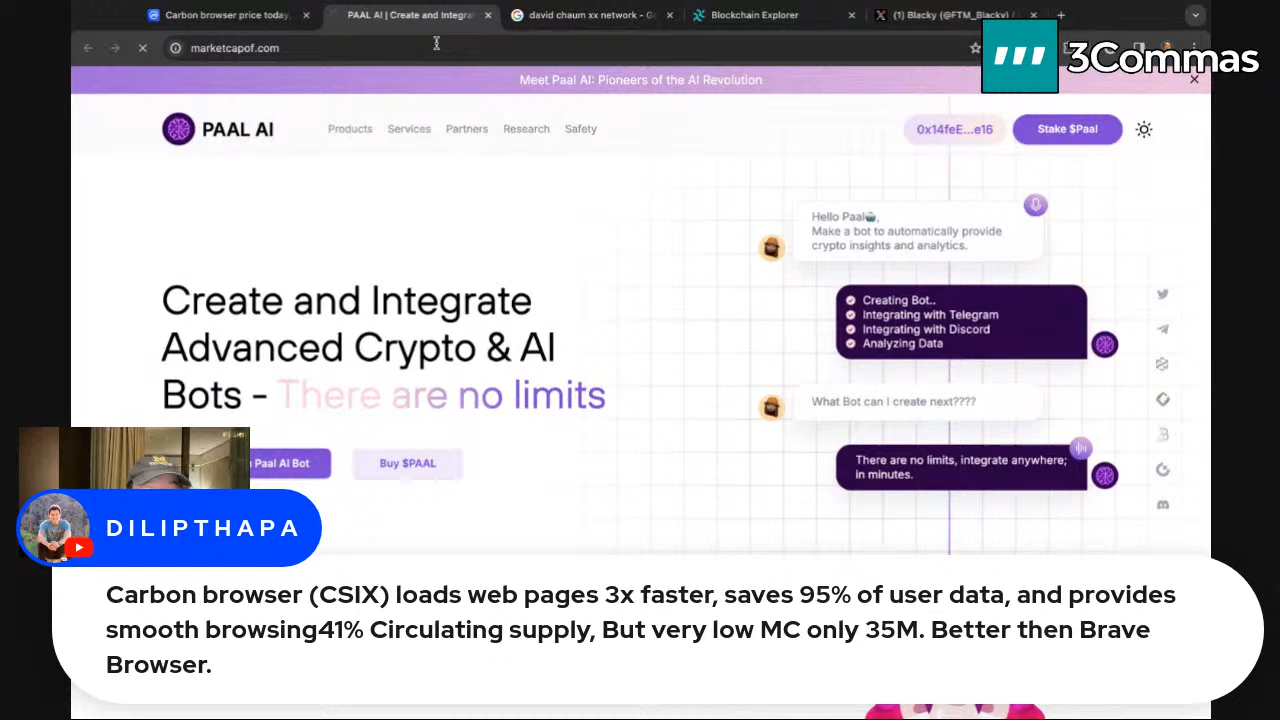 Carbon browser price today,
PAAL AI | Create and Integrat
david chaum xx network - G
Blockchain Explorer
(1) Blacky (@FTM_Blacky) /
marketcapof.com
3Commas
Meet Paal AI: Pioneers of the AI Revolution
PAAL AI
Products
Services
Partners
Research
Safety
0x14feE...e16
Stake $Paal
Hello Paal,
Make a bot to automatically provide
crypto insights and analytics.
Creating Bot..
Integrating with Telegram
Integrating with Discord
Analyzing Data
Create and Integrate
Advanced Crypto & AI
Bots - There are no limits
What Bot can I create next????
Paal AI Bot
Buy $PAAL
There are no limits, integrate anywhere;
in minutes.
DILIPTHAPA
Carbon browser (CSIX) loads web pages 3x faster, saves 95% of user data, and provides
smooth browsing41% Circulating supply, But very low MC only 35M. Better then Brave
Browser.